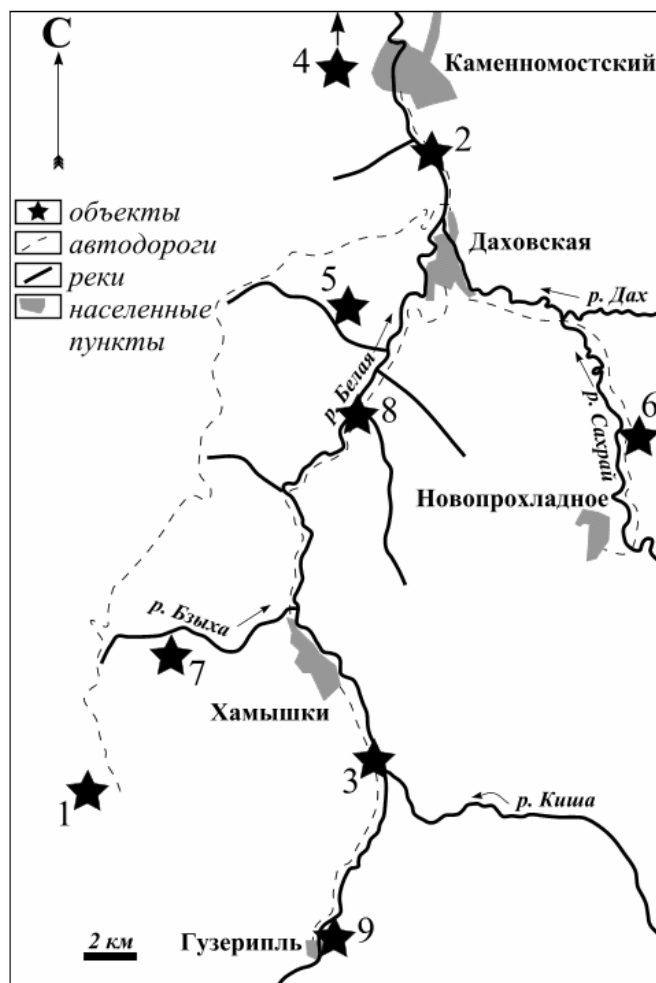 С
4
Каменномостский
2
объекты
автодороги
реки
населенные
пункты
Даховская
5
р. Дах
р. Белая
8
р. Сахрай
6
Новопрохладное
р. Бзыха
7
Хамышки
1
3
р. Киша
2 км
Гузерипль
9